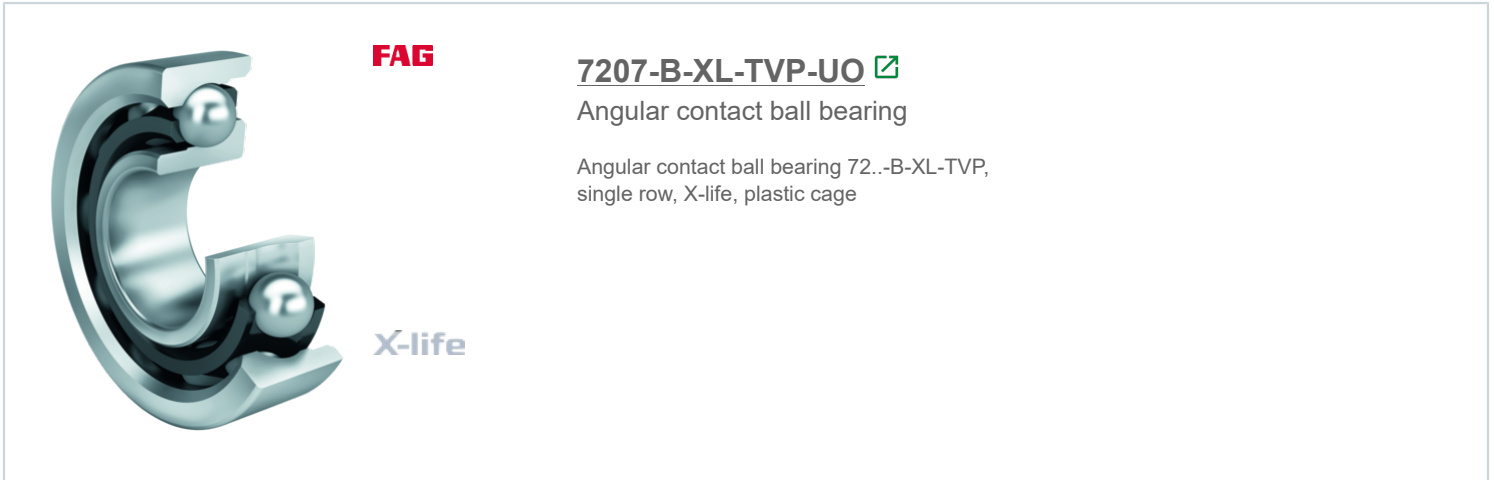 FAG
7207-B-XL-TVP-UO
Angular contact ball bearing
Angular contact ball bearing 72..-B-XL-TVP,
single row, X-life, plastic cage
X-life